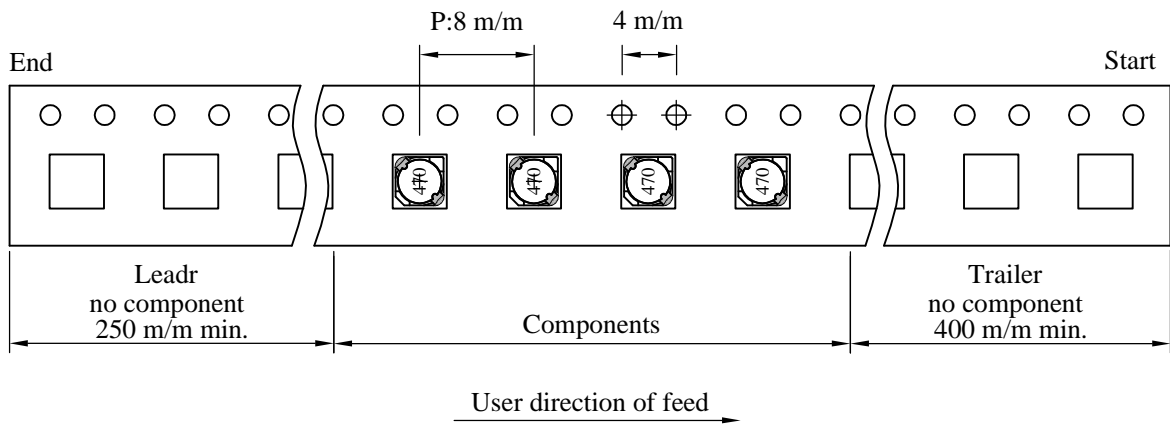 P:8 m/m
4 m/m
End
Start
470
470
470
470
Leadr
no component
250 m/m min.
Components
Trailer
no component
400 m/m min.
User direction of feed